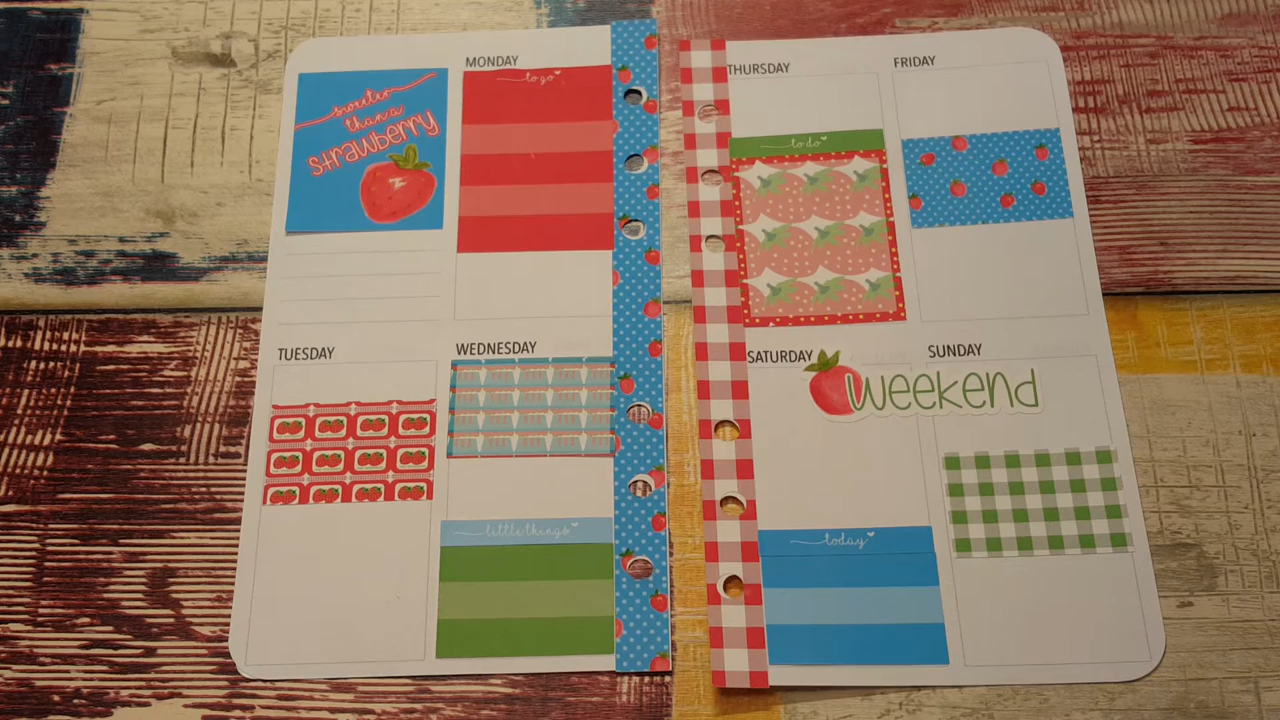 sweeter
than a
strawberry
MONDAY
to go
TUESDAY
WEDNESDAY
little things
THURSDAY
to do
FRIDAY
SATURDAY
SUNDAY
weekend
today